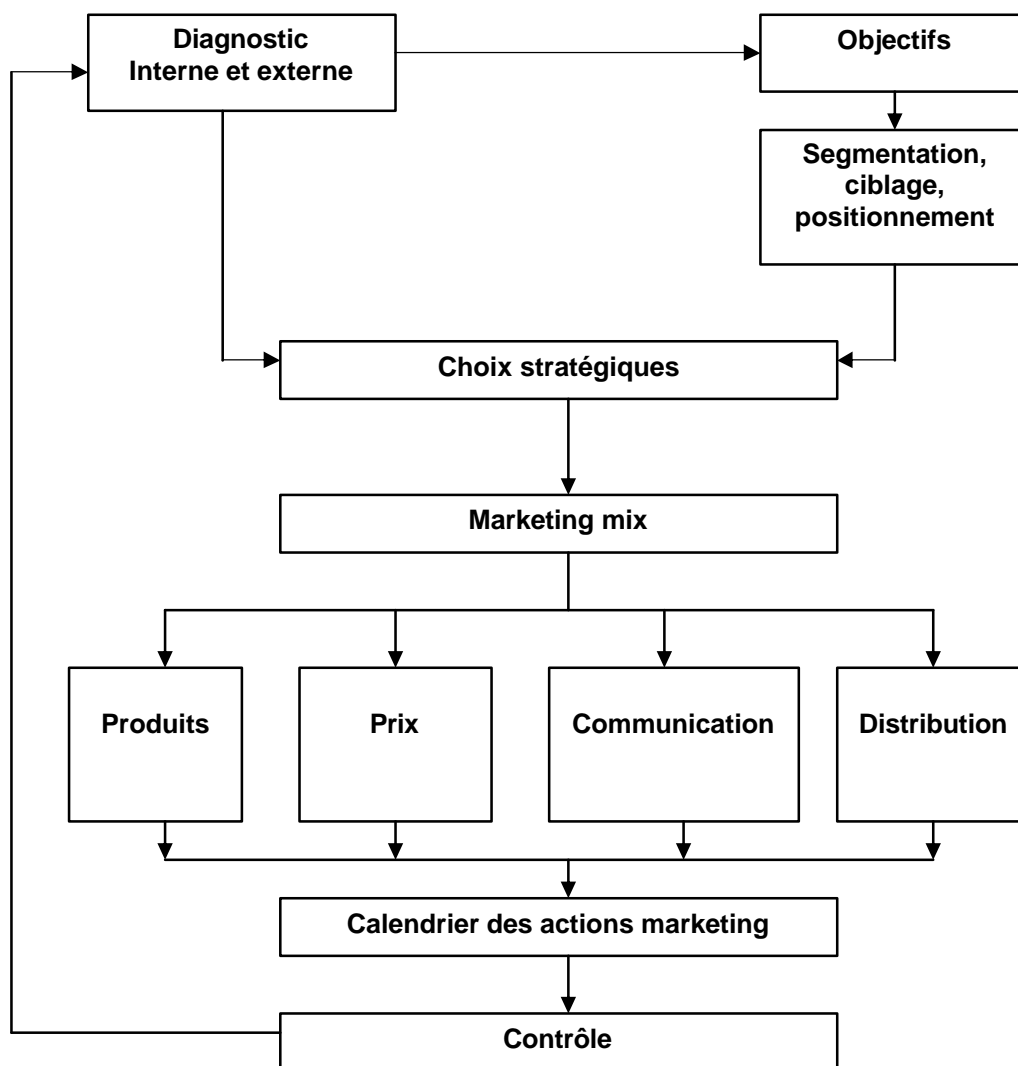 Diagnostic
Interne et externe
Objectifs
Segmentation,
ciblage,
positionnement
Choix stratégiques
Marketing mix
Produits
Prix
Communication
Distribution
Calendrier des actions marketing
Contrôle